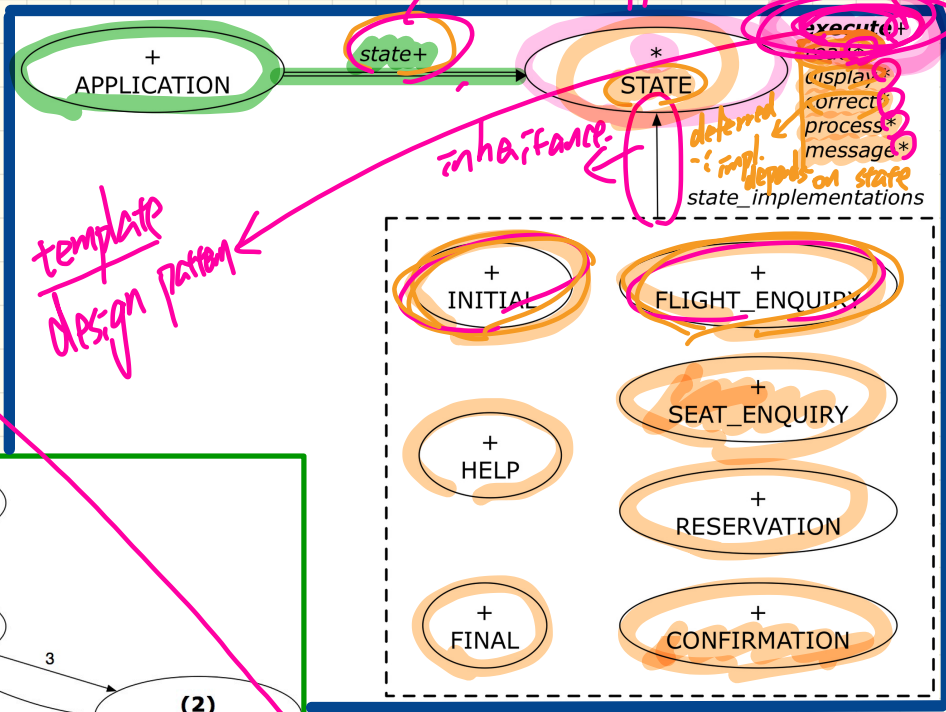 +
APPLICATION
state+
*
STATE
execute+
display*
correct*
process*
message*
inheritance.
deferred
-: impl.
depends on state
state_implementations
template
design pattern
+
INITIAL
+
FLIGHT_ENQUIRY
+
SEAT_ENQUIRY
+
HELP
+
RESERVATION
+
FINAL
+
CONFIRMATION
3
(2)